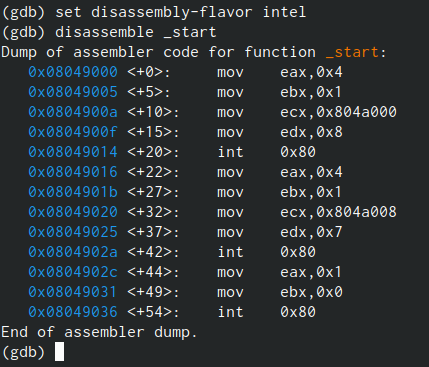 (gdb) set disassembly-flavor intel
(gdb) disassemble _start
Dump of assembler code for function _start:
   0x08049000 <+0>:     mov    eax,0x4
   0x08049005 <+5>:     mov    ebx,0x1
   0x0804900a <+10>:    mov    ecx,0x804a000
   0x0804900f <+15>:    mov    edx,0x8
   0x08049014 <+20>:    int    0x80
   0x08049016 <+22>:    mov    eax,0x4
   0x0804901b <+27>:    mov    ebx,0x1
   0x08049020 <+32>:    mov    ecx,0x804a008
   0x08049025 <+37>:    mov    edx,0x7
   0x0804902a <+42>:    int    0x80
   0x0804902c <+44>:    mov    eax,0x1
   0x08049031 <+49>:    mov    ebx,0x0
   0x08049036 <+54>:    int    0x80
End of assembler dump.
(gdb)